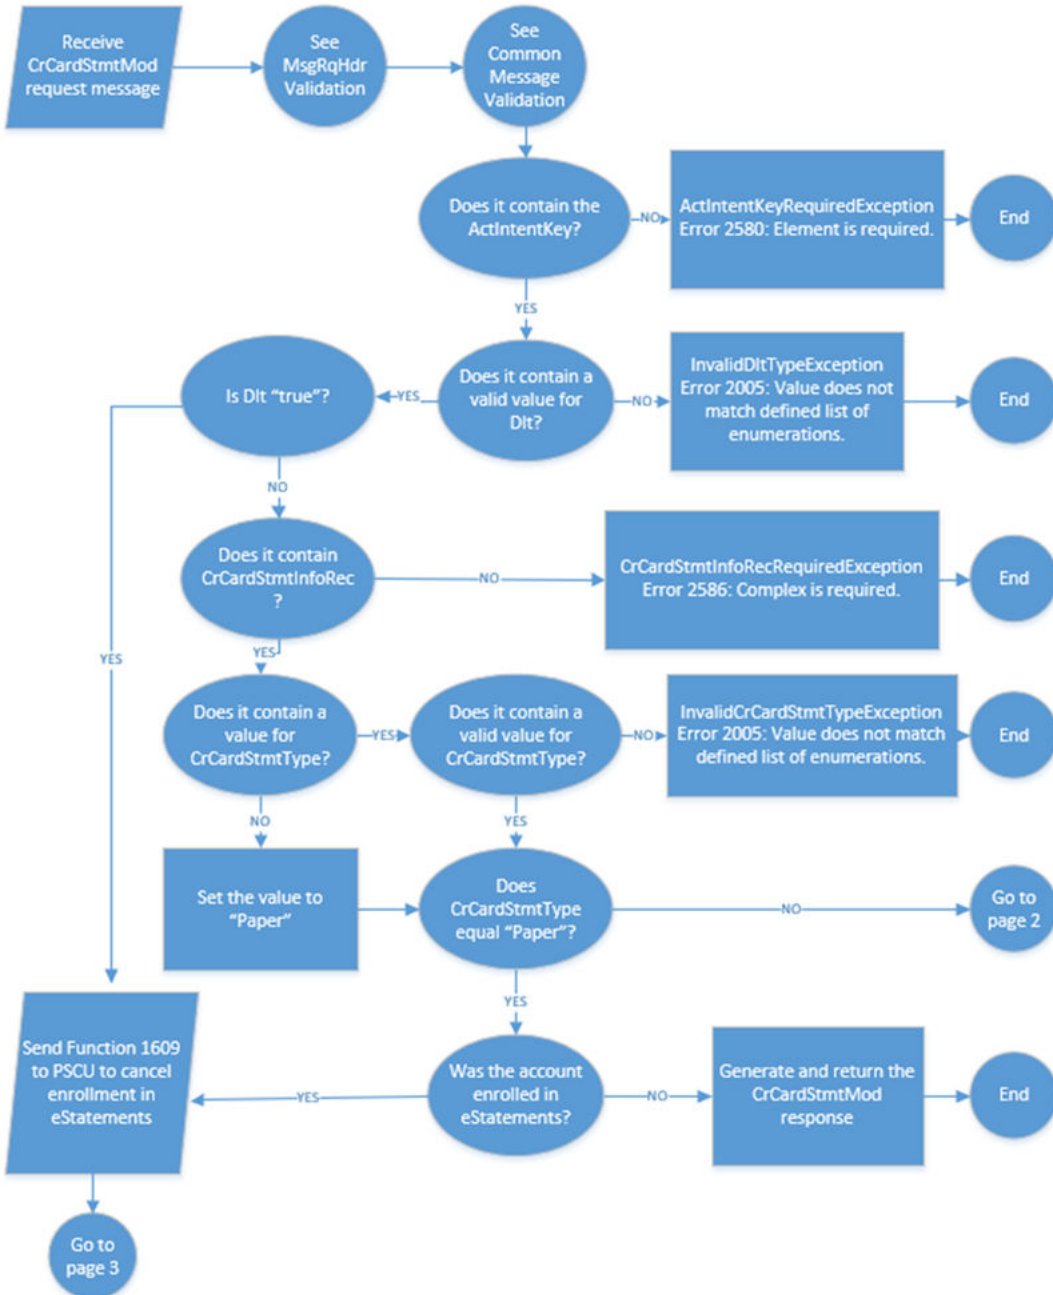 Receive
CrCardStmtMod
request message
See
MsgRqHdr
Validation
See
Common
Message
Validation
Does it contain the
ActIntentKey?
NO
ActIntentKeyRequiredException
Error 2580: Element is required.
End
YES
Is Dlt “true”?
YES
Does it contain a
valid value for
Dlt?
NO
InvalidDltTypeException
Error 2005: Value does not
match defined list of
enumerations.
End
NO
Does it contain
CrCardStmtInfoRec
?
NO
CrCardStmtInfoRecRequiredException
Error 2586: Complex is required.
End
YES
YES
Does it contain a
value for
CrCardStmtType?
YES
Does it contain a
valid value for
CrCardStmtType?
NO
InvalidCrCardStmtTypeException
Error 2005: Value does not match
defined list of enumerations.
End
NO
YES
Set the value to
“Paper”
Does
CrCardStmtType
equal “Paper”?
NO
Go to
page 2
YES
Send Function 1609
to PSCU to cancel
enrollment in
eStatements
YES
Was the account
enrolled in
eStatements?
NO
Generate and return the
CrCardStmtMod
response
End
Go to
page 3